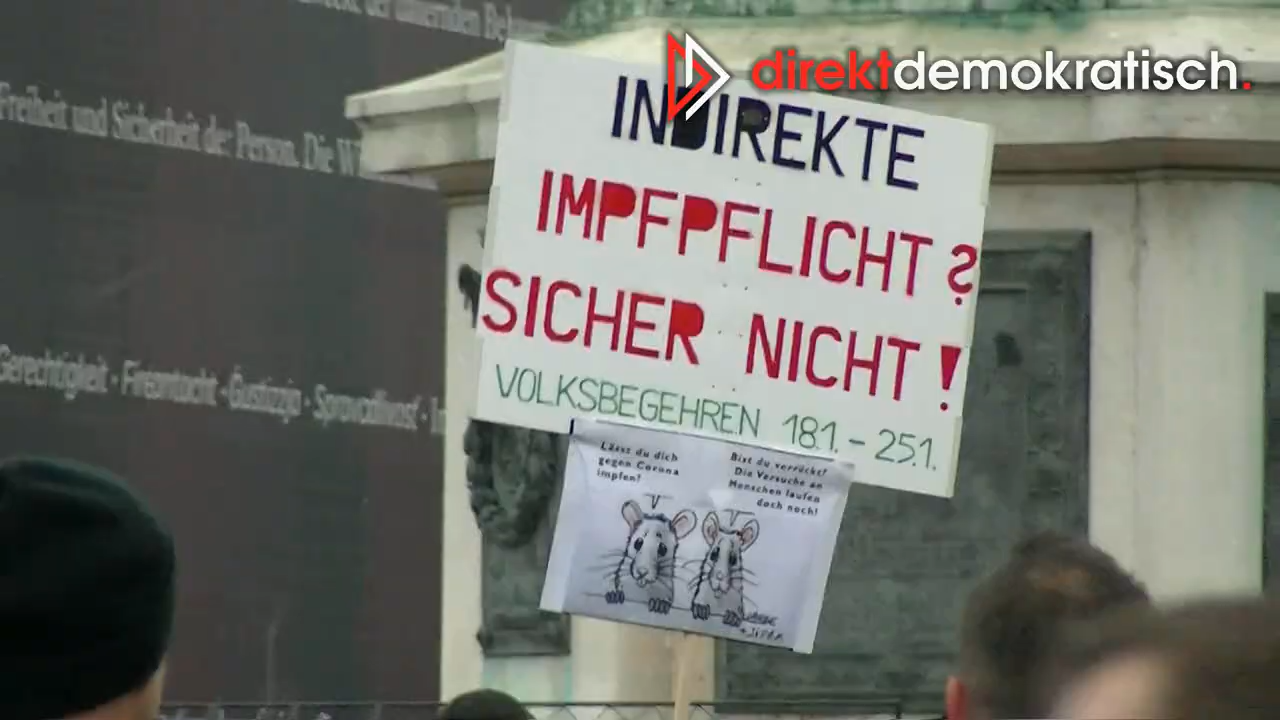 direktdemokratisch.
Freiheit und Sicherheit der Person. Die
INDIREKTE
IMPFPFLICHT?
SICHER NICHT!
VOLKSBEGEHREN 18.1. - 25.1.
Gerechtigkeit ·
Lässt du dich
gegen Corona
impfen?
Bist du verrückt?
Die Versuche an
Menschen laufen
doch noch!